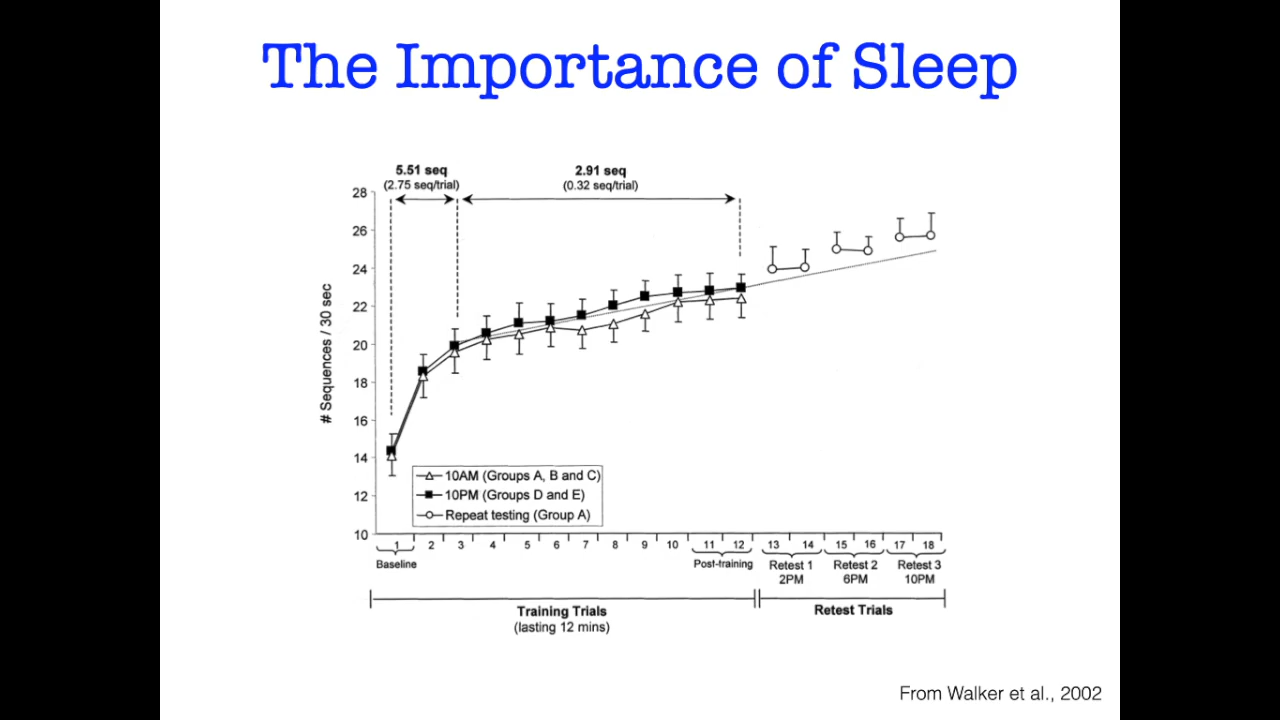 The Importance of Sleep
5.51 seq
(2.75 seq/trial)
2.91 seq
(0.32 seq/trial)
# Sequences / 30 sec
28
26
24
22
20
18
16
14
12
10
10AM (Groups A, B and C)
10PM (Groups D and E)
Repeat testing (Group A)
1 2 3 4 5 6 7 8 9 10 11 12 13 14 15 16 17 18
Baseline Post-training Retest 1 Retest 2 Retest 3
2PM 6PM 10PM
Training Trials Retest Trials
(lasting 12 mins)
From Walker et al., 2002